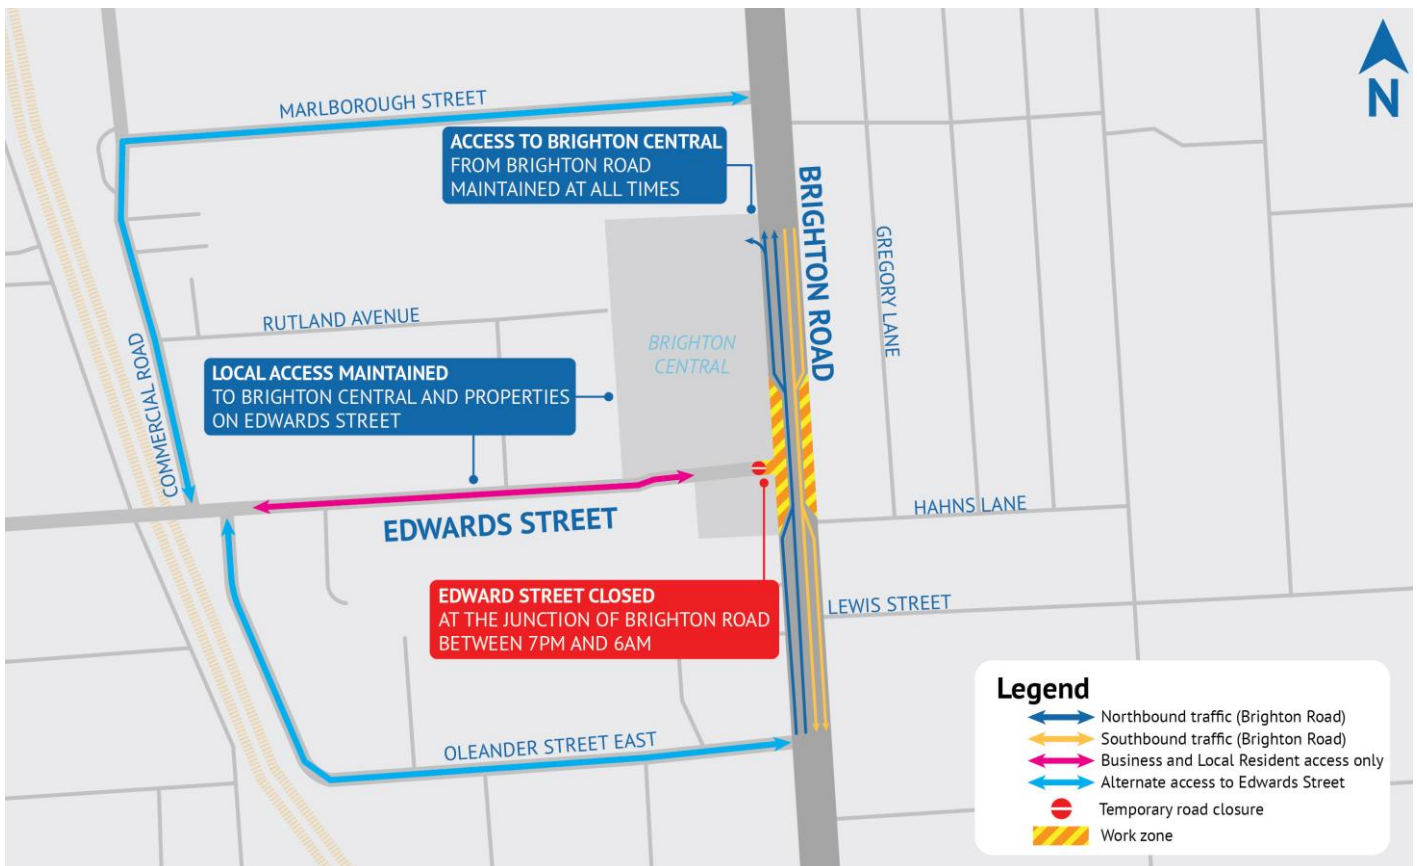 MARLBOROUGH STREET
N
ACCESS TO BRIGHTON CENTRAL
FROM BRIGHTON ROAD
MAINTAINED AT ALL TIMES
BRIGHTON ROAD
GREGORY LANE
RUTLAND AVENUE
BRIGHTON
CENTRAL
COMMERCIAL ROAD
LOCAL ACCESS MAINTAINED
TO BRIGHTON CENTRAL AND PROPERTIES
ON EDWARDS STREET
EDWARDS STREET
HAHNS LANE
EDWARD STREET CLOSED
AT THE JUNCTION OF BRIGHTON ROAD
BETWEEN 7PM AND 6AM
LEWIS STREET
OLEANDER STREET EAST
Legend
Northbound traffic (Brighton Road)
Southbound traffic (Brighton Road)
Business and Local Resident access only
Alternate access to Edwards Street
Temporary road closure
Work zone